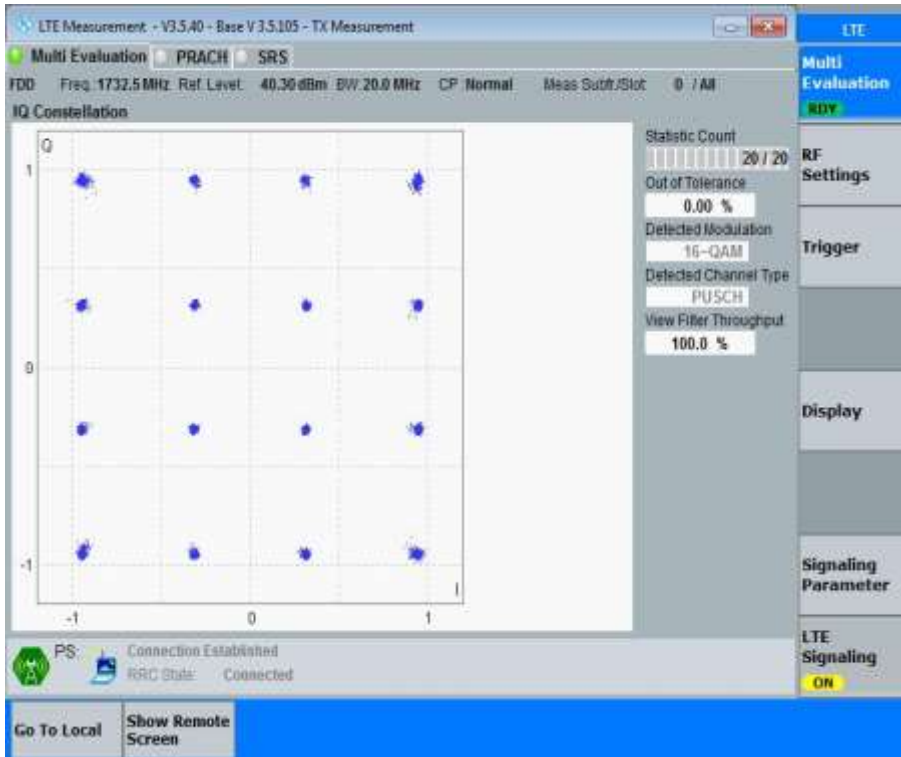 LTE Measurement - V3.5.40 - Base V 3.5.105 - TX Measurement
Multi Evaluation PRACH SRS
FDD Freq.:1732.5 MHz Ref. Level: 40.30 dBm BW:20.0 MHz CP :Normal Meas Subfr./Slot: 0 / All
IQ Constellation
Q
1
0
-1
I
-1 0 1
Statistic Count
20 / 20
Out of Tolerance
0.00 %
Detected Modulation
16-QAM
Detected Channel Type
PUSCH
View Filter Throughput
100.0 %
PS:
Connection Established
RRC State: Connected
LTE
Multi
Evaluation
RDY
RF
Settings
Trigger
Display
Signaling
Parameter
LTE
Signaling
ON
Go To Local
Show Remote
Screen